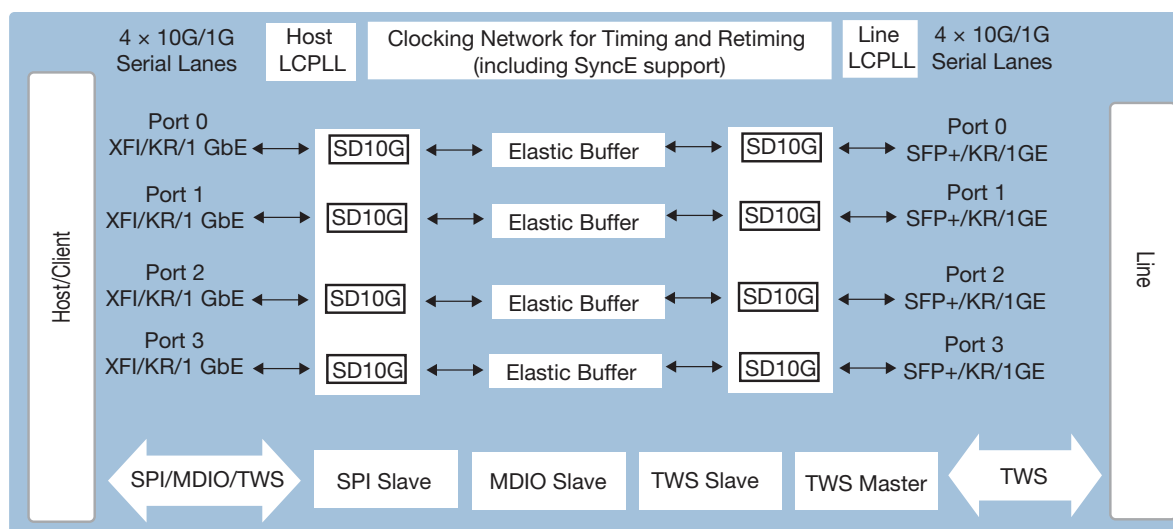 4 × 10G/1G
Serial Lanes
Host
LCPLL
Clocking Network for Timing and Retiming
(including SyncE support)
Line
LCPLL
4 × 10G/1G
Serial Lanes
Host/Client
Port 0
XFI/KR/1 GbE
SD10G
Elastic Buffer
SD10G
Port 0
SFP+/KR/1GE
Port 1
XFI/KR/1 GbE
SD10G
Elastic Buffer
SD10G
Port 1
SFP+/KR/1GE
Port 2
XFI/KR/1 GbE
SD10G
Elastic Buffer
SD10G
Port 2
SFP+/KR/1GE
Port 3
XFI/KR/1 GbE
SD10G
Elastic Buffer
SD10G
Port 3
SFP+/KR/1GE
Line
SPI/MDIO/TWS
SPI Slave
MDIO Slave
TWS Slave
TWS Master
TWS